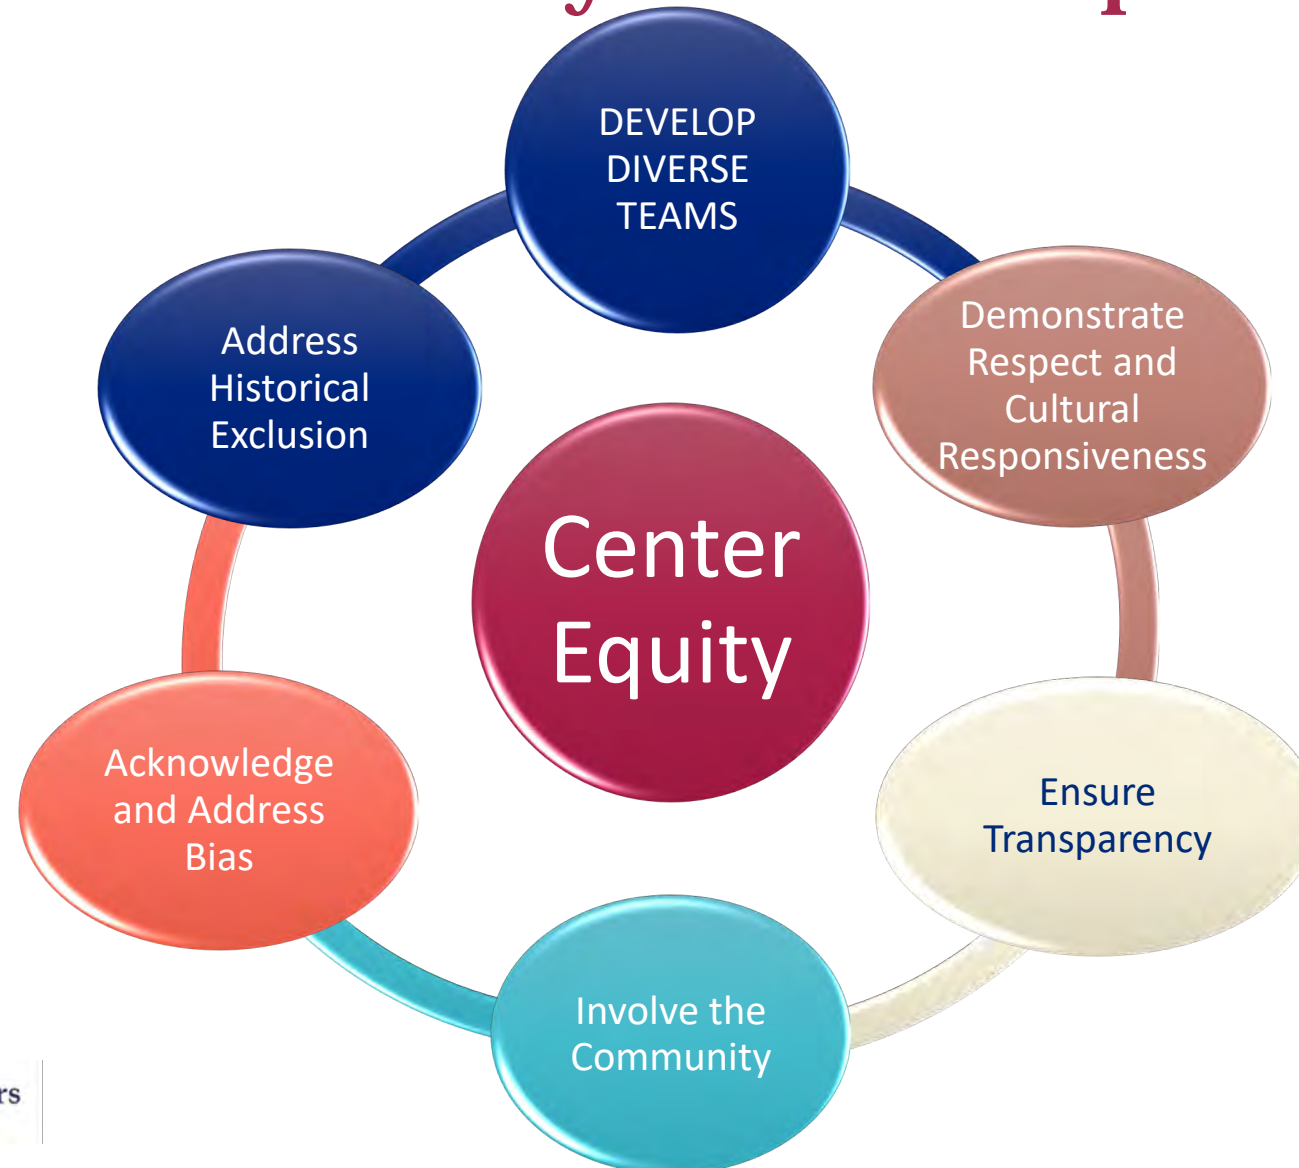 DEVELOP
DIVERSE
TEAMS
Demonstrate
Respect and
Cultural
Responsiveness
Ensure
Transparency
Involve the
Community
Acknowledge
and Address
Bias
Address
Historical
Exclusion
Center
Equity